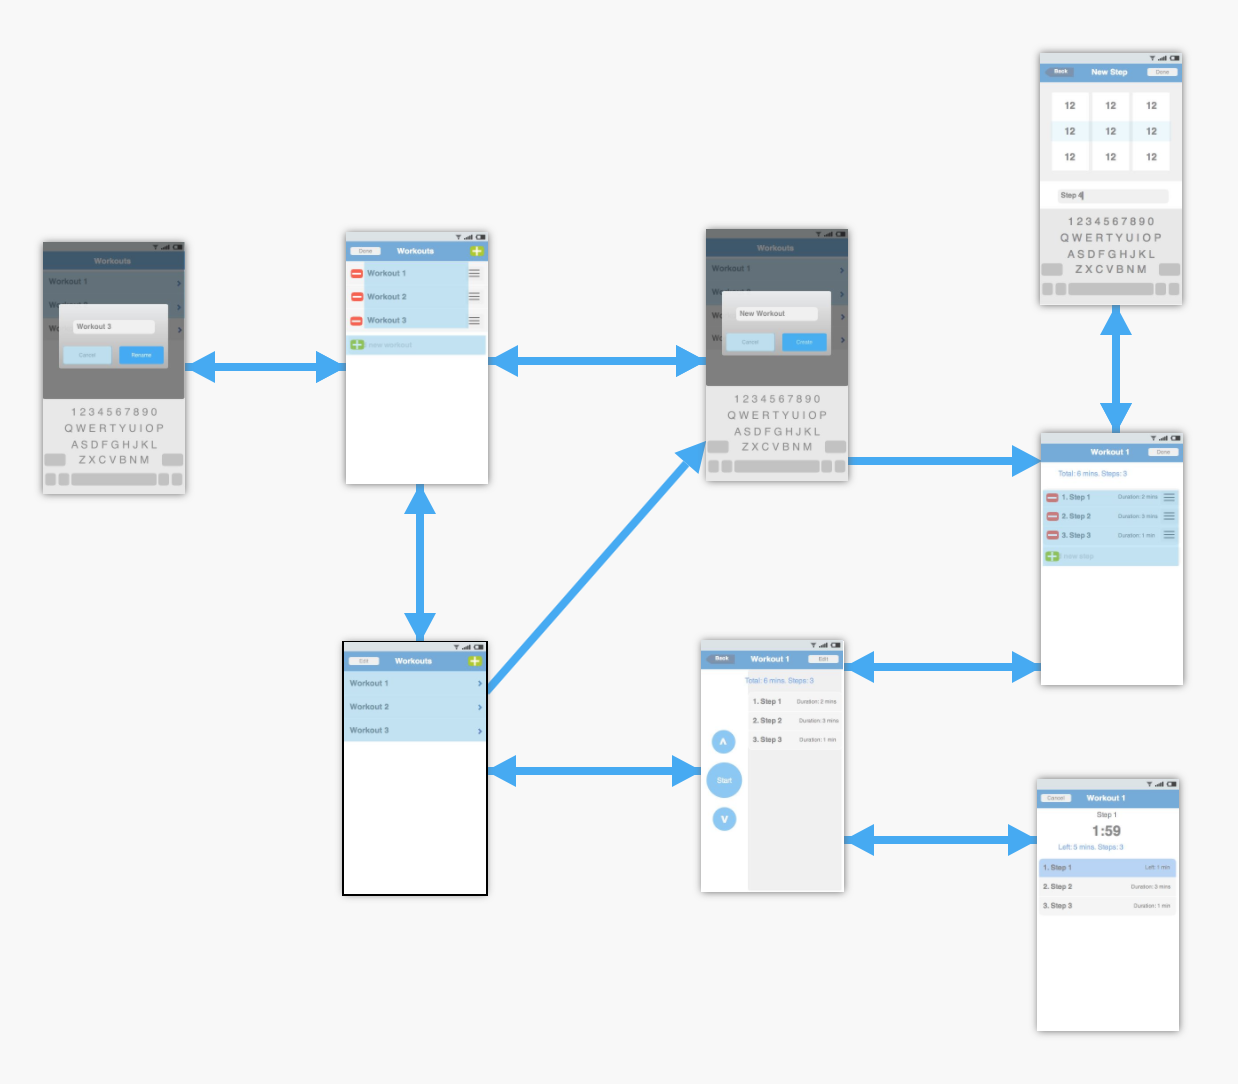 Workouts
Workout 1
Workout 3
Cancel
Rename
1 2 3 4 5 6 7 8 9 0
Q W E R T Y U I O P
A S D F G H J K L
Z X C V B N M
Done
Workouts
Workout 1
Workout 2
Workout 3
new workout
Workouts
Workout 1
New Workout
Cancel
Create
1 2 3 4 5 6 7 8 9 0
Q W E R T Y U I O P
A S D F G H J K L
Z X C V B N M
Back
New Step
Done
12 12 12
12 12 12
12 12 12
Step 4
1 2 3 4 5 6 7 8 9 0
Q W E R T Y U I O P
A S D F G H J K L
Z X C V B N M
Workout 1
Done
Total: 6 mins. Steps: 3
1. Step 1 Duration: 2 mins
2. Step 2 Duration: 3 mins
3. Step 3 Duration: 1 min
new step
Edit
Workouts
Workout 1
Workout 2
Workout 3
Back
Workout 1
Edit
Total: 6 mins. Steps: 3
1. Step 1 Duration: 2 mins
2. Step 2 Duration: 3 mins
3. Step 3 Duration: 1 min
Start
Cancel
Workout 1
Step 1
1:59
Left: 5 mins. Steps: 3
1. Step 1 Left: 1 min
2. Step 2 Duration: 3 mins
3. Step 3 Duration: 1 min